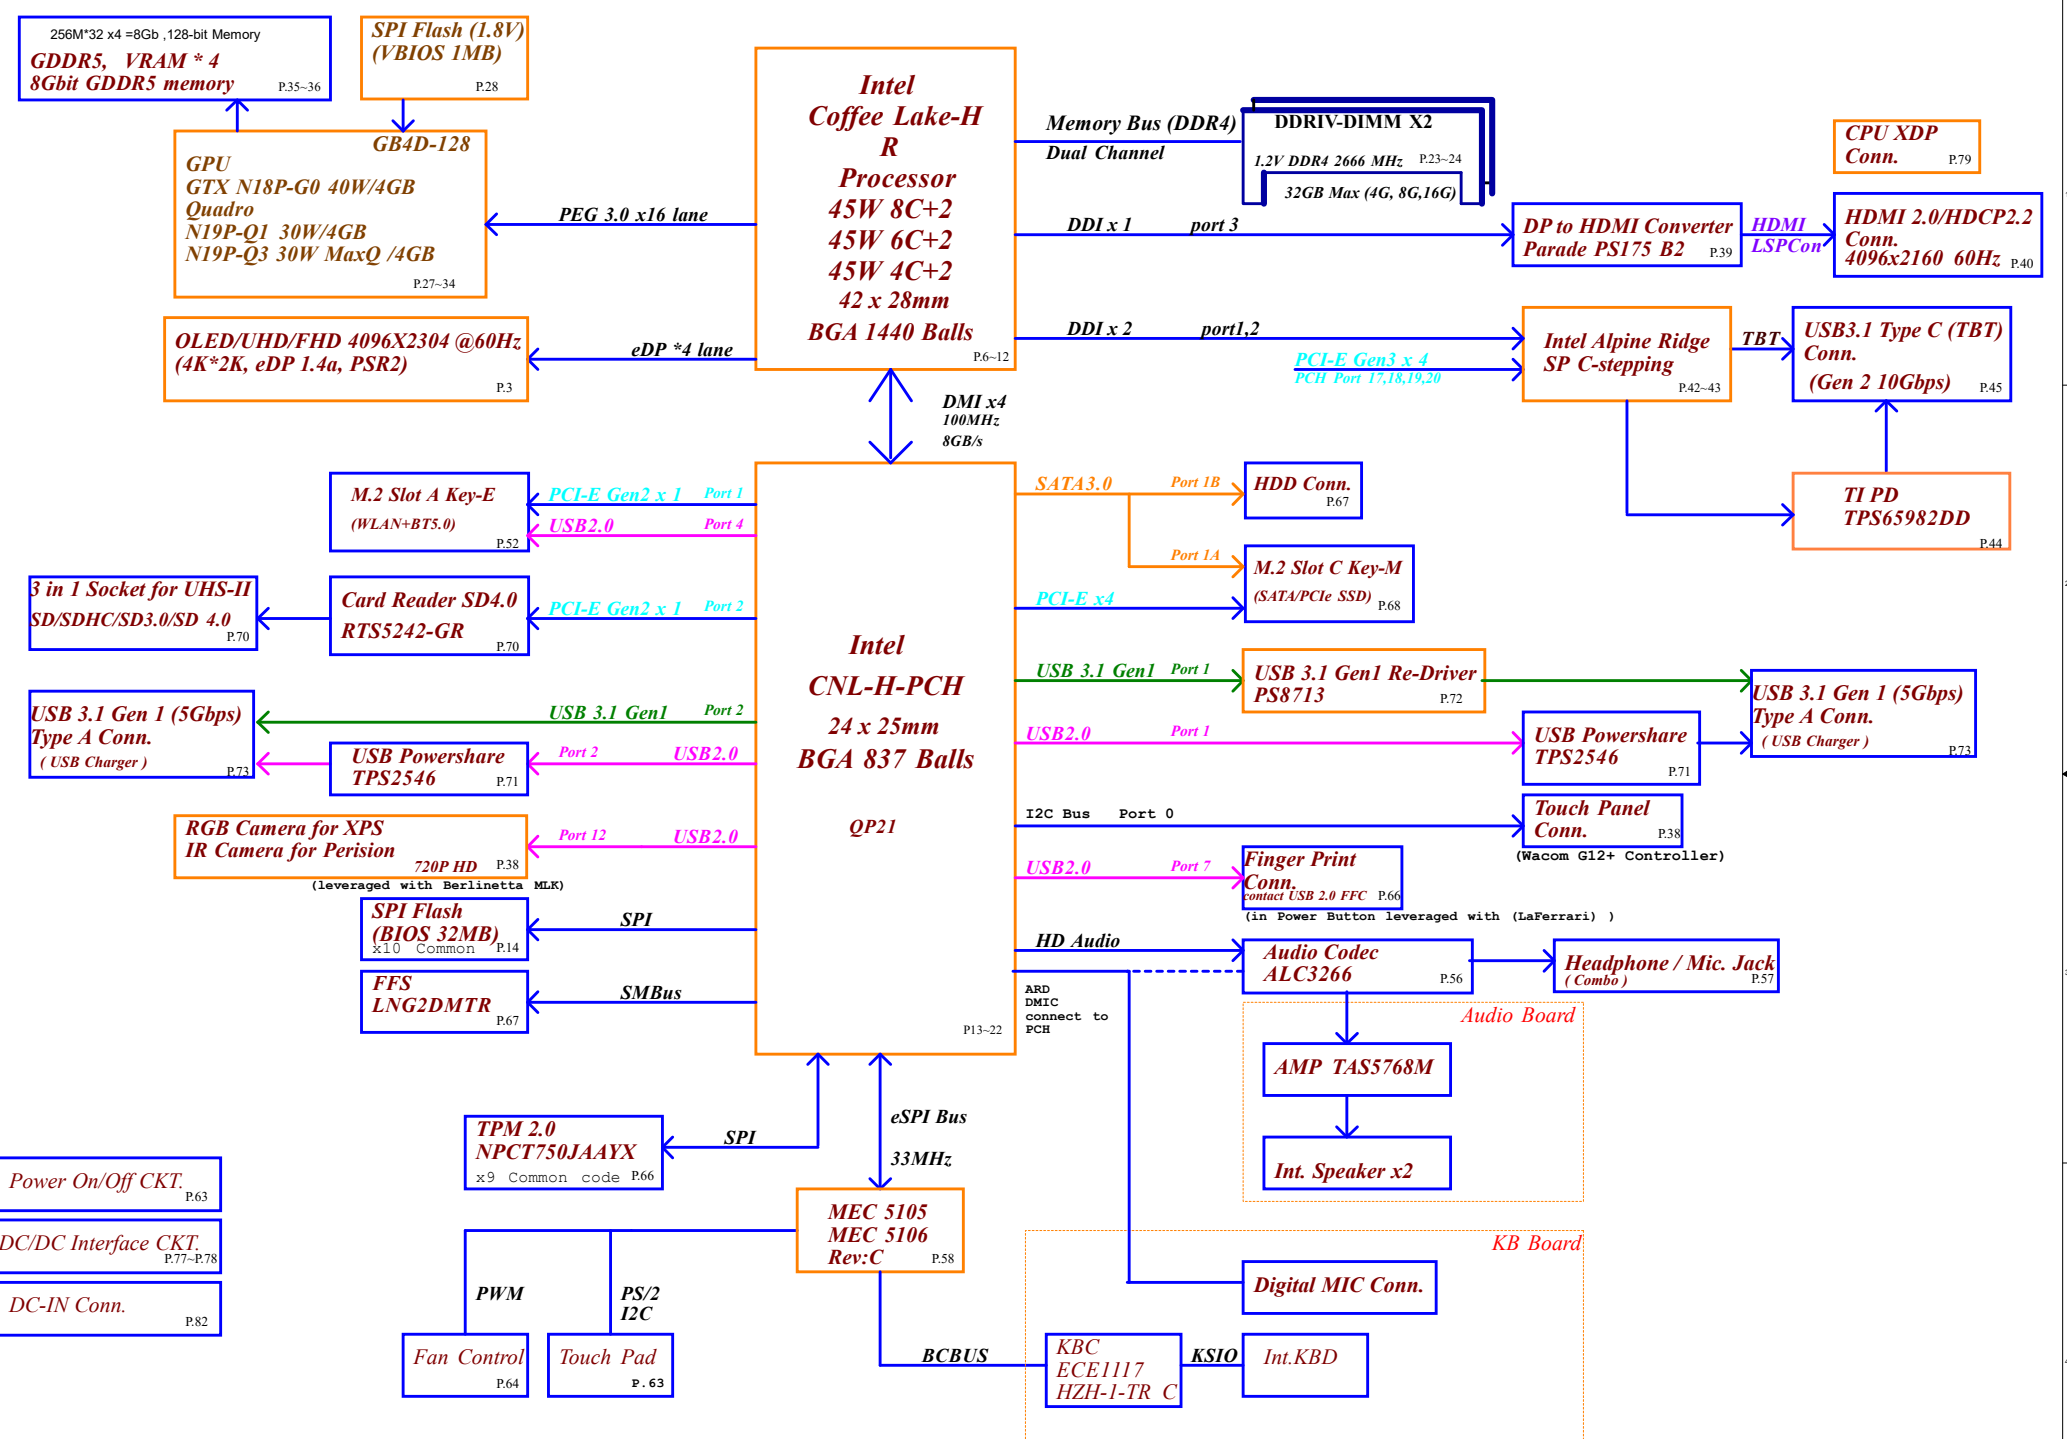 256M*32 x4 =8Gb ,128-bit Memory
GDDR5, VRAM * 4
8Gbit GDDR5 memory
P.35~36
SPI Flash (1.8V)
(VBIOS 1MB)
P.28
GB4D-128
GPU
GTX N18P-G0 40W/4GB
Quadro
N19P-Q1 30W/4GB
N19P-Q3 30W MaxQ /4GB
P.27~34
PEG 3.0 x16 lane
OLED/UHD/FHD 4096X2304 @60Hz
(4K*2K, eDP 1.4a, PSR2)
P.3
eDP *4 lane
Intel
Coffee Lake-H
R
Processor
45W 8C+2
45W 6C+2
45W 4C+2
42 x 28mm
BGA 1440 Balls
P.6~12
Memory Bus (DDR4)
Dual Channel
DDRIV-DIMM X2
1.2V DDR4 2666 MHz
P.23~24
32GB Max (4G, 8G,16G)
CPU XDP
Conn.
P.79
DDI x 1
port 3
DP to HDMI Converter
Parade PS175 B2
P.39
HDMI
LSPCon
HDMI 2.0/HDCP2.2
Conn.
4096x2160 60Hz
P.40
DDI x 2
port1,2
PCI-E Gen3 x 4
PCH Port 17,18,19,20
Intel Alpine Ridge
SP C-stepping
P.42~43
TBT
USB3.1 Type C (TBT)
Conn.
(Gen 2 10Gbps)
P.45
TI PD
TPS65982DD
P.44
DMI x4
100MHz
8GB/s
M.2 Slot A Key-E
(WLAN+BT5.0)
P.52
PCI-E Gen2 x 1
Port 1
USB2.0
Port 4
SATA3.0
Port 1B
HDD Conn.
P.67
Port 1A
M.2 Slot C Key-M
(SATA/PCIe SSD)
P.68
PCI-E x4
3 in 1 Socket for UHS-II
SD/SDHC/SD3.0/SD 4.0
P.70
Card Reader SD4.0
RTS5242-GR
P.70
PCI-E Gen2 x 1
Port 2
Intel
CNL-H-PCH
24 x 25mm
BGA 837 Balls
QP21
P13~22
USB 3.1 Gen1
Port 1
USB 3.1 Gen1 Re-Driver
PS8713
P.72
USB 3.1 Gen 1 (5Gbps)
Type A Conn.
( USB Charger )
P.73
USB 3.1 Gen1
Port 2
USB Powershare
TPS2546
P.71
Port 2
USB2.0
USB2.0
Port 1
USB Powershare
TPS2546
P.71
USB 3.1 Gen 1 (5Gbps)
Type A Conn.
( USB Charger )
P.73
RGB Camera for XPS
IR Camera for Perision
720P HD
P.38
(leveraged with Berlinetta MLK)
Port 12
USB2.0
I2C Bus
Port 0
Touch Panel
Conn.
P.38
(Wacom G12+ Controller)
USB2.0
Port 7
Finger Print
Conn.
contact USB 2.0 FFC
P.66
(in Power Button leveraged with (LaFerrari) )
SPI Flash
(BIOS 32MB)
x10 Common
P.14
SPI
HD Audio
Audio Codec
ALC3266
P.56
Headphone / Mic. Jack
( Combo )
P.57
FFS
LNG2DMTR
P.67
SMBus
ARD
DMIC
connect to
PCH
Audio Board
AMP TAS5768M
Int. Speaker x2
TPM 2.0
NPCT750JAAYX
x9 Common code
P.66
SPI
eSPI Bus
33MHz
Power On/Off CKT.
P.63
DC/DC Interface CKT.
P.77~P.78
DC-IN Conn.
P.82
MEC 5105
MEC 5106
Rev:C
P.58
KB Board
Digital MIC Conn.
PWM
PS/2
I2C
Fan Control
P.64
Touch Pad
P.63
BCBUS
KBC
ECE1117
HZH-1-TR C
KSIO
Int.KBD